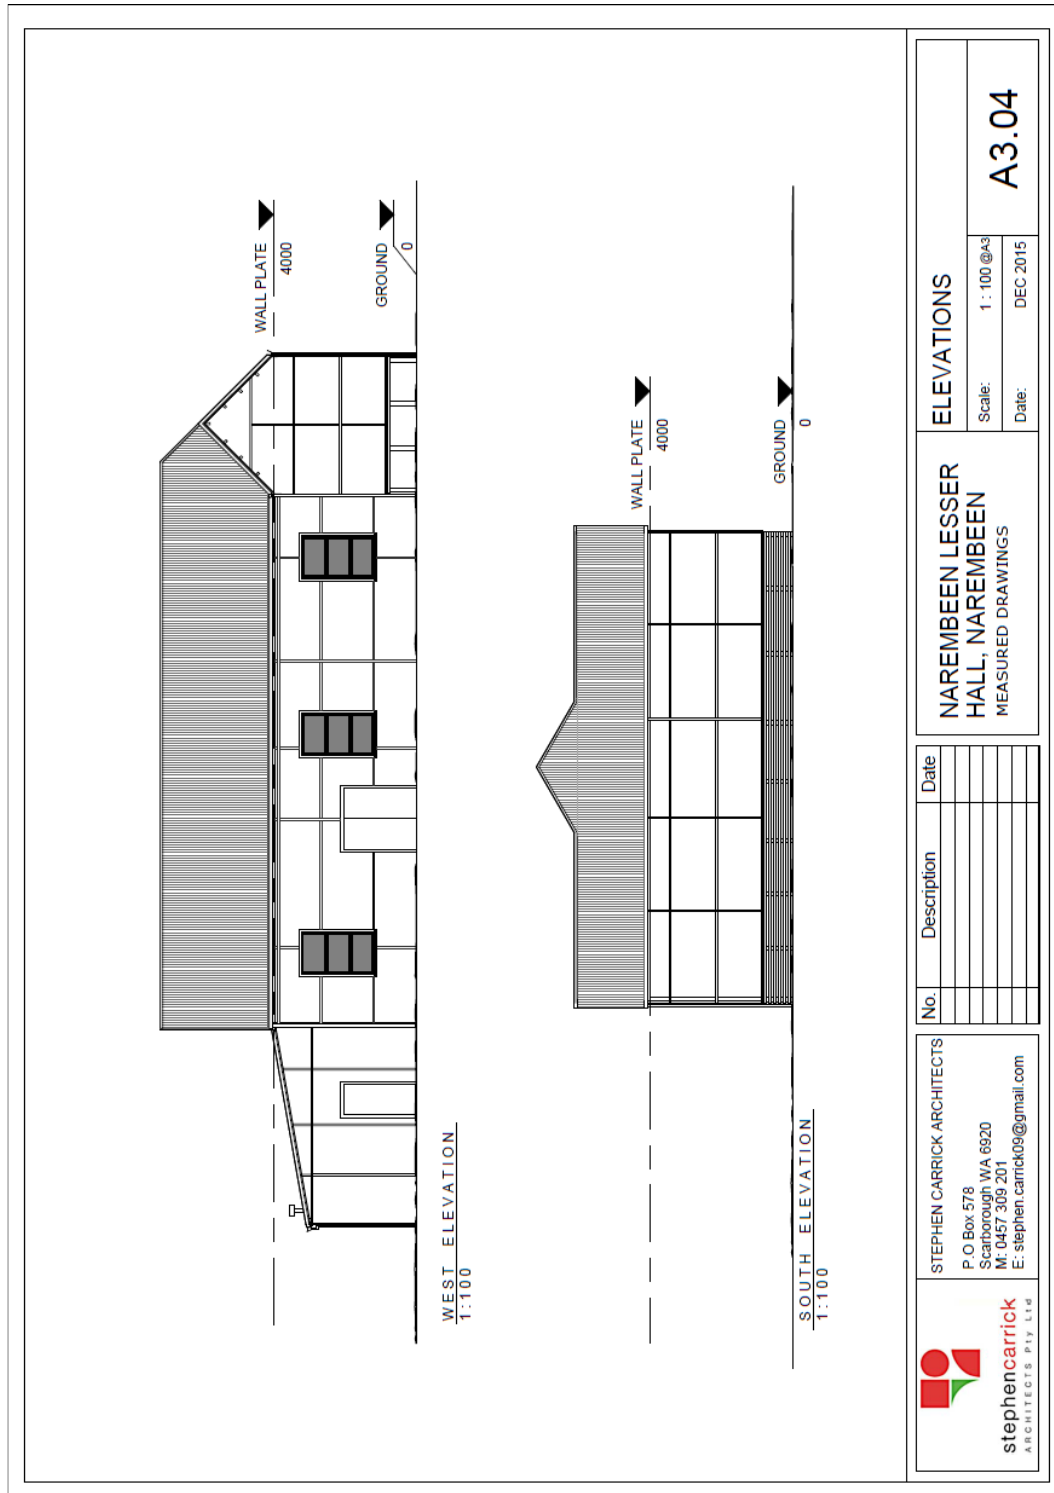 WALL PLATE
4000
GROUND
0
WEST ELEVATION
1:100
WALL PLATE
4000
GROUND
0
SOUTH ELEVATION
1:100
stephencarrick
ARCHITECTS Pty Ltd
STEPHEN CARRICK ARCHITECTS
P.O Box 578
Scarborough WA 6920
M: 0457 309 201
E: stephen.carrick09@gmail.com
No. Description Date
NAREMBEEN LESSER
HALL, NAREMBEEN
MEASURED DRAWINGS
ELEVATIONS
Scale: 1 : 100 @A3
Date: DEC 2015
A3.04